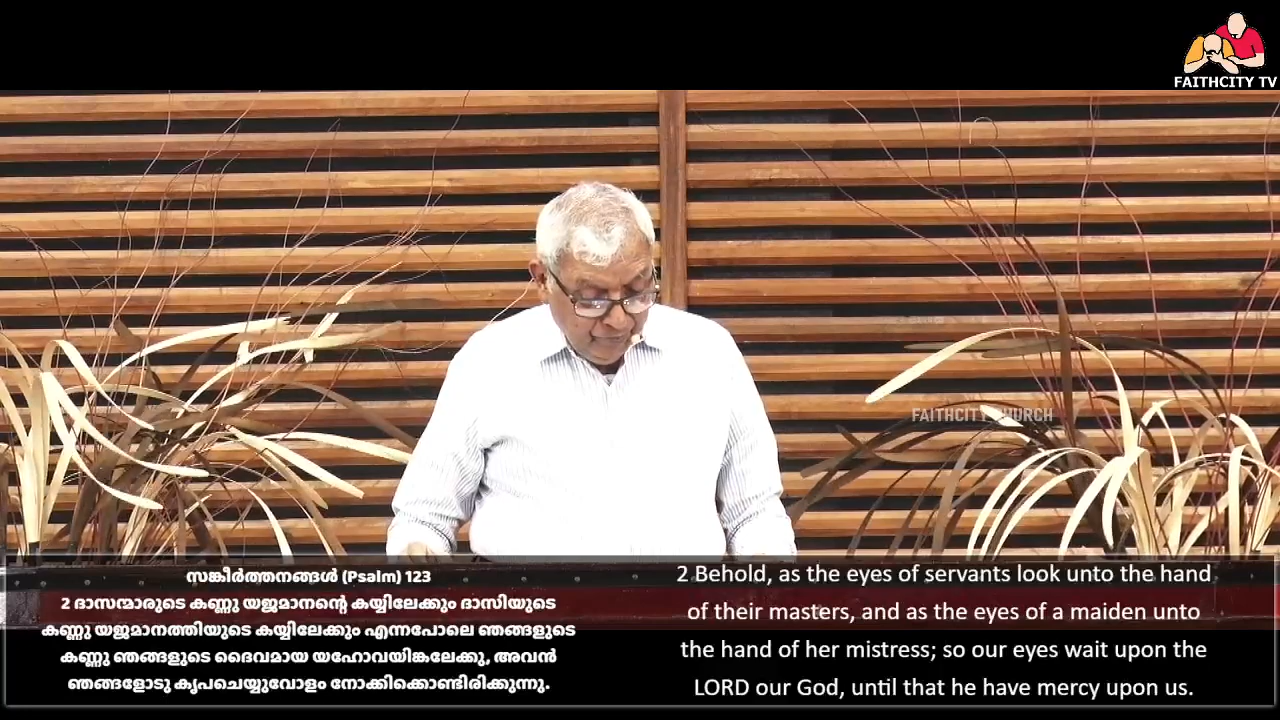 FAITHCITY TV
FAITHCITY CHURCH
സങ്കീർത്തനങ്ങൾ (Psalm) 123
2 ദാസന്മാരുടെ കണ്ണു യജമാനന്റെ കയ്യിലേക്കും ദാസിയുടെ
കണ്ണു യജമാനത്തിയുടെ കയ്യിലേക്കും എന്നപോലെ ഞങ്ങളുടെ
കണ്ണു ഞങ്ങളുടെ ദൈവമായ യഹോവയിങ്കലേക്കു, അവൻ
ഞങ്ങളോടു കൃപചെയ്യുവോളം നോക്കിക്കൊണ്ടിരിക്കുന്നു.
2 Behold, as the eyes of servants look unto the hand
of their masters, and as the eyes of a maiden unto
the hand of her mistress; so our eyes wait upon the
LORD our God, until that he have mercy upon us.